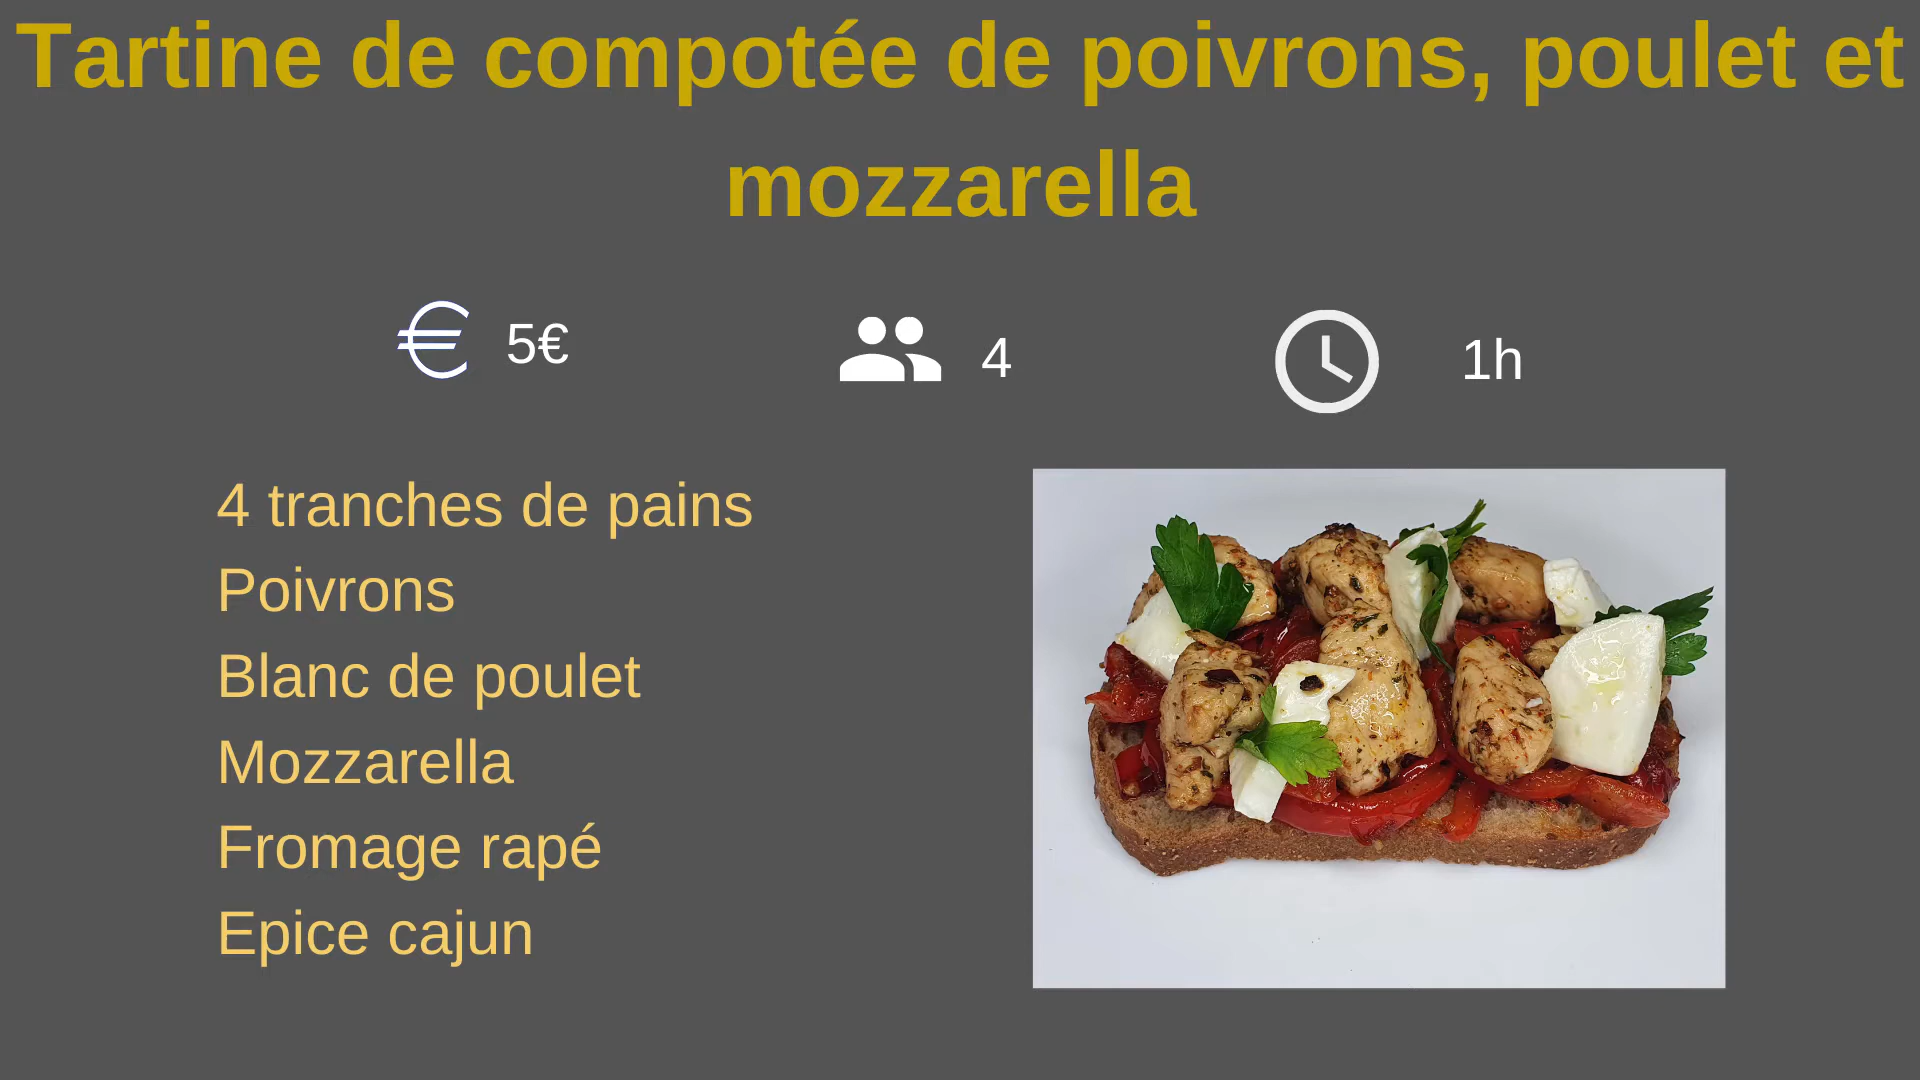 Tartine de compotée de poivrons, poulet et
mozzarella
5€
4
1h
4 tranches de pains
Poivrons
Blanc de poulet
Mozzarella
Fromage rapé
Epice cajun